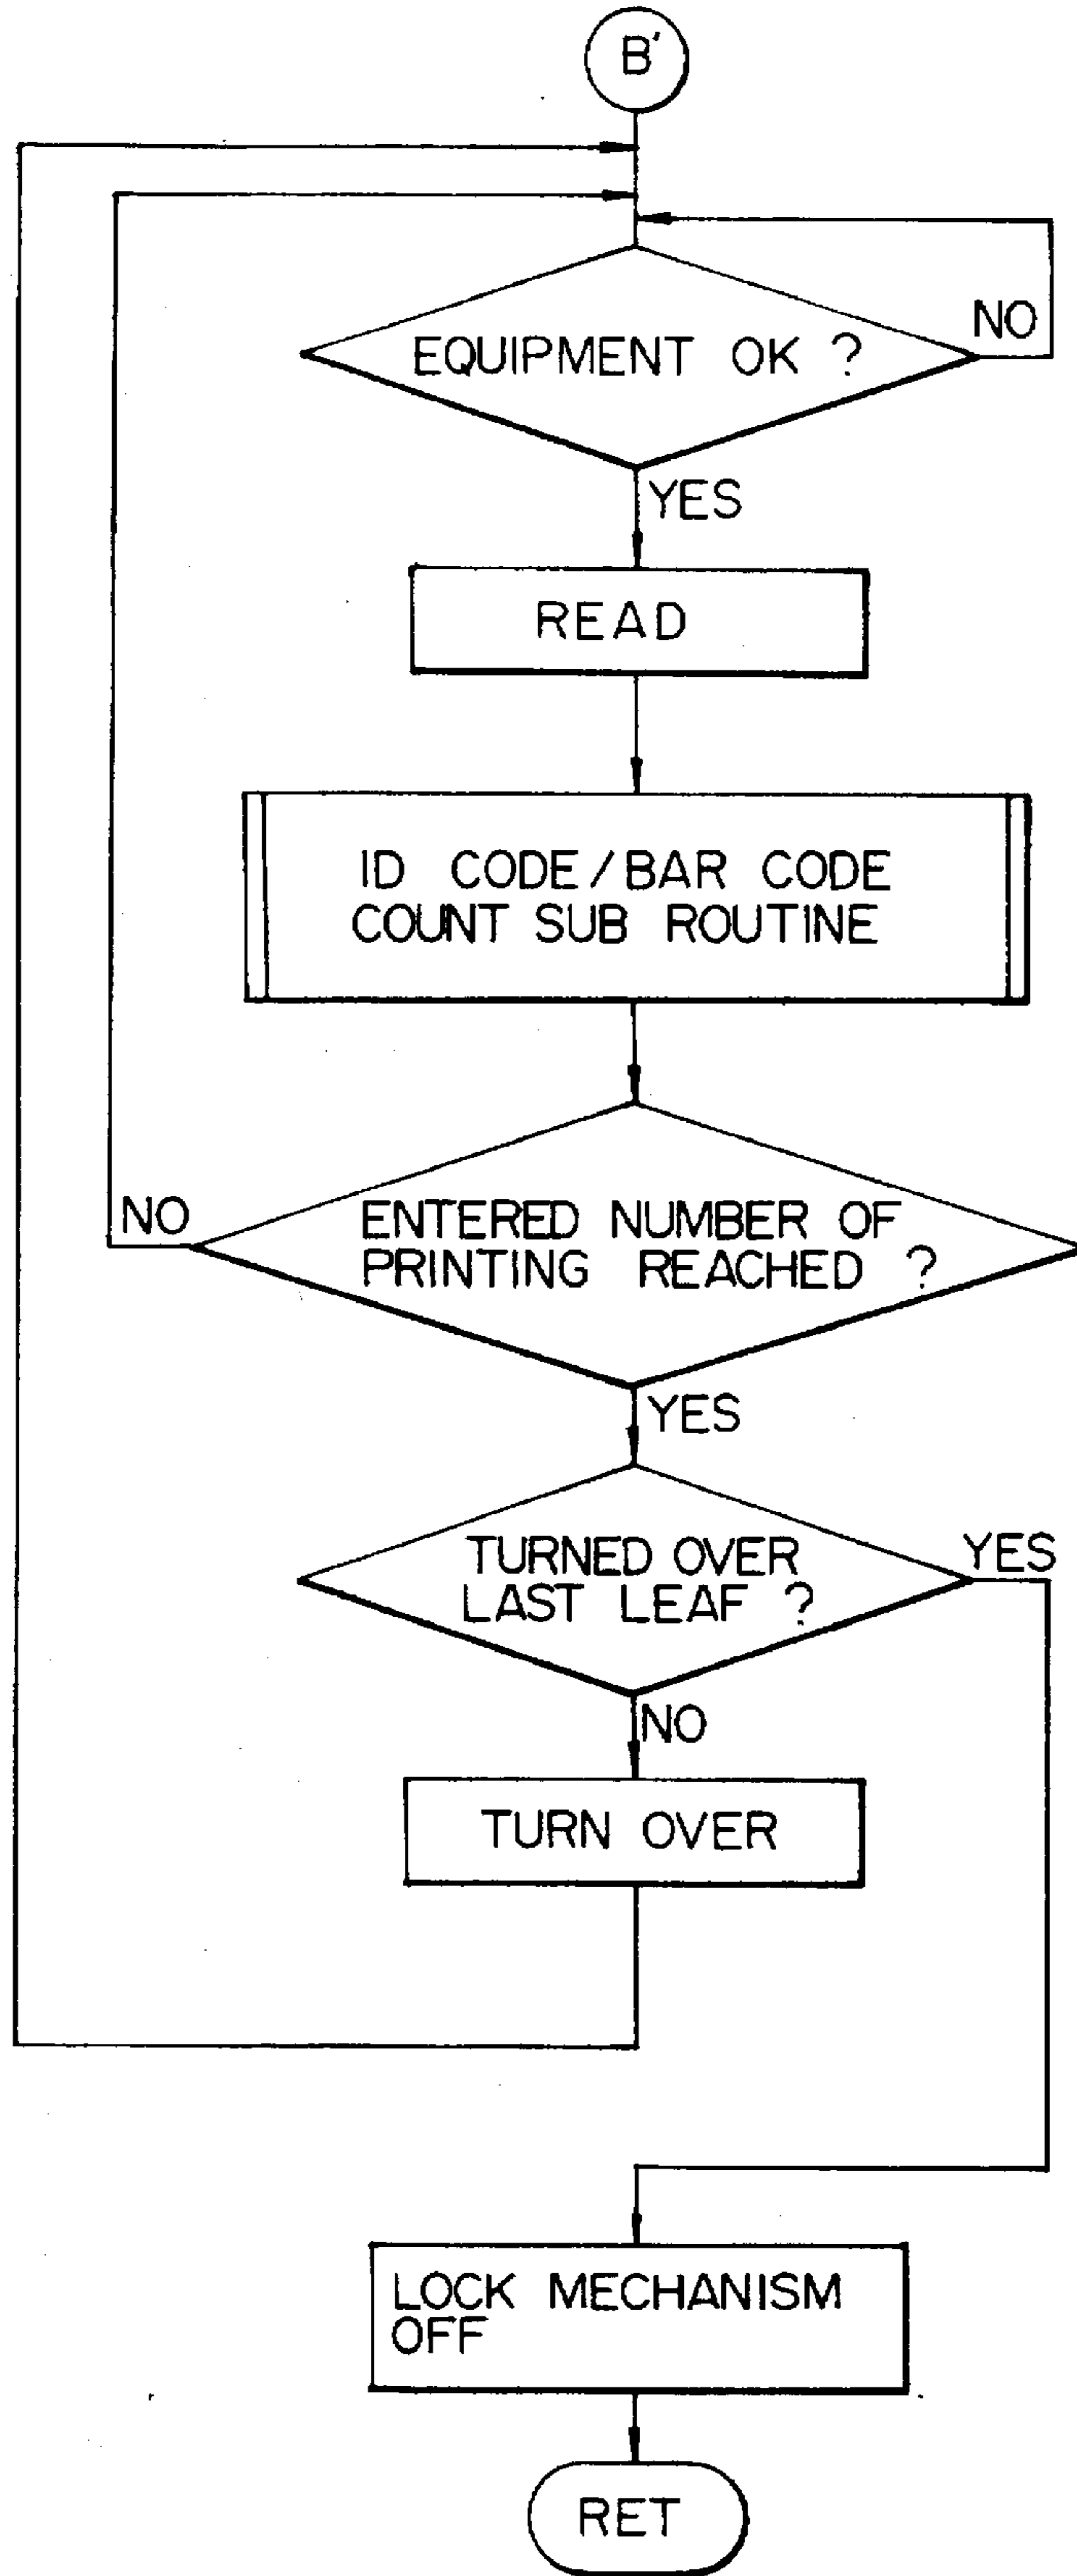 B'
NO
EQUIPMENT OK ?
YES
READ
ID CODE/BAR CODE
COUNT SUB ROUTINE
NO
ENTERED NUMBER OF
PRINTING REACHED ?
YES
TURNED OVER
LAST LEAF ?
YES
NO
TURN OVER
LOCK MECHANISM
OFF
RET